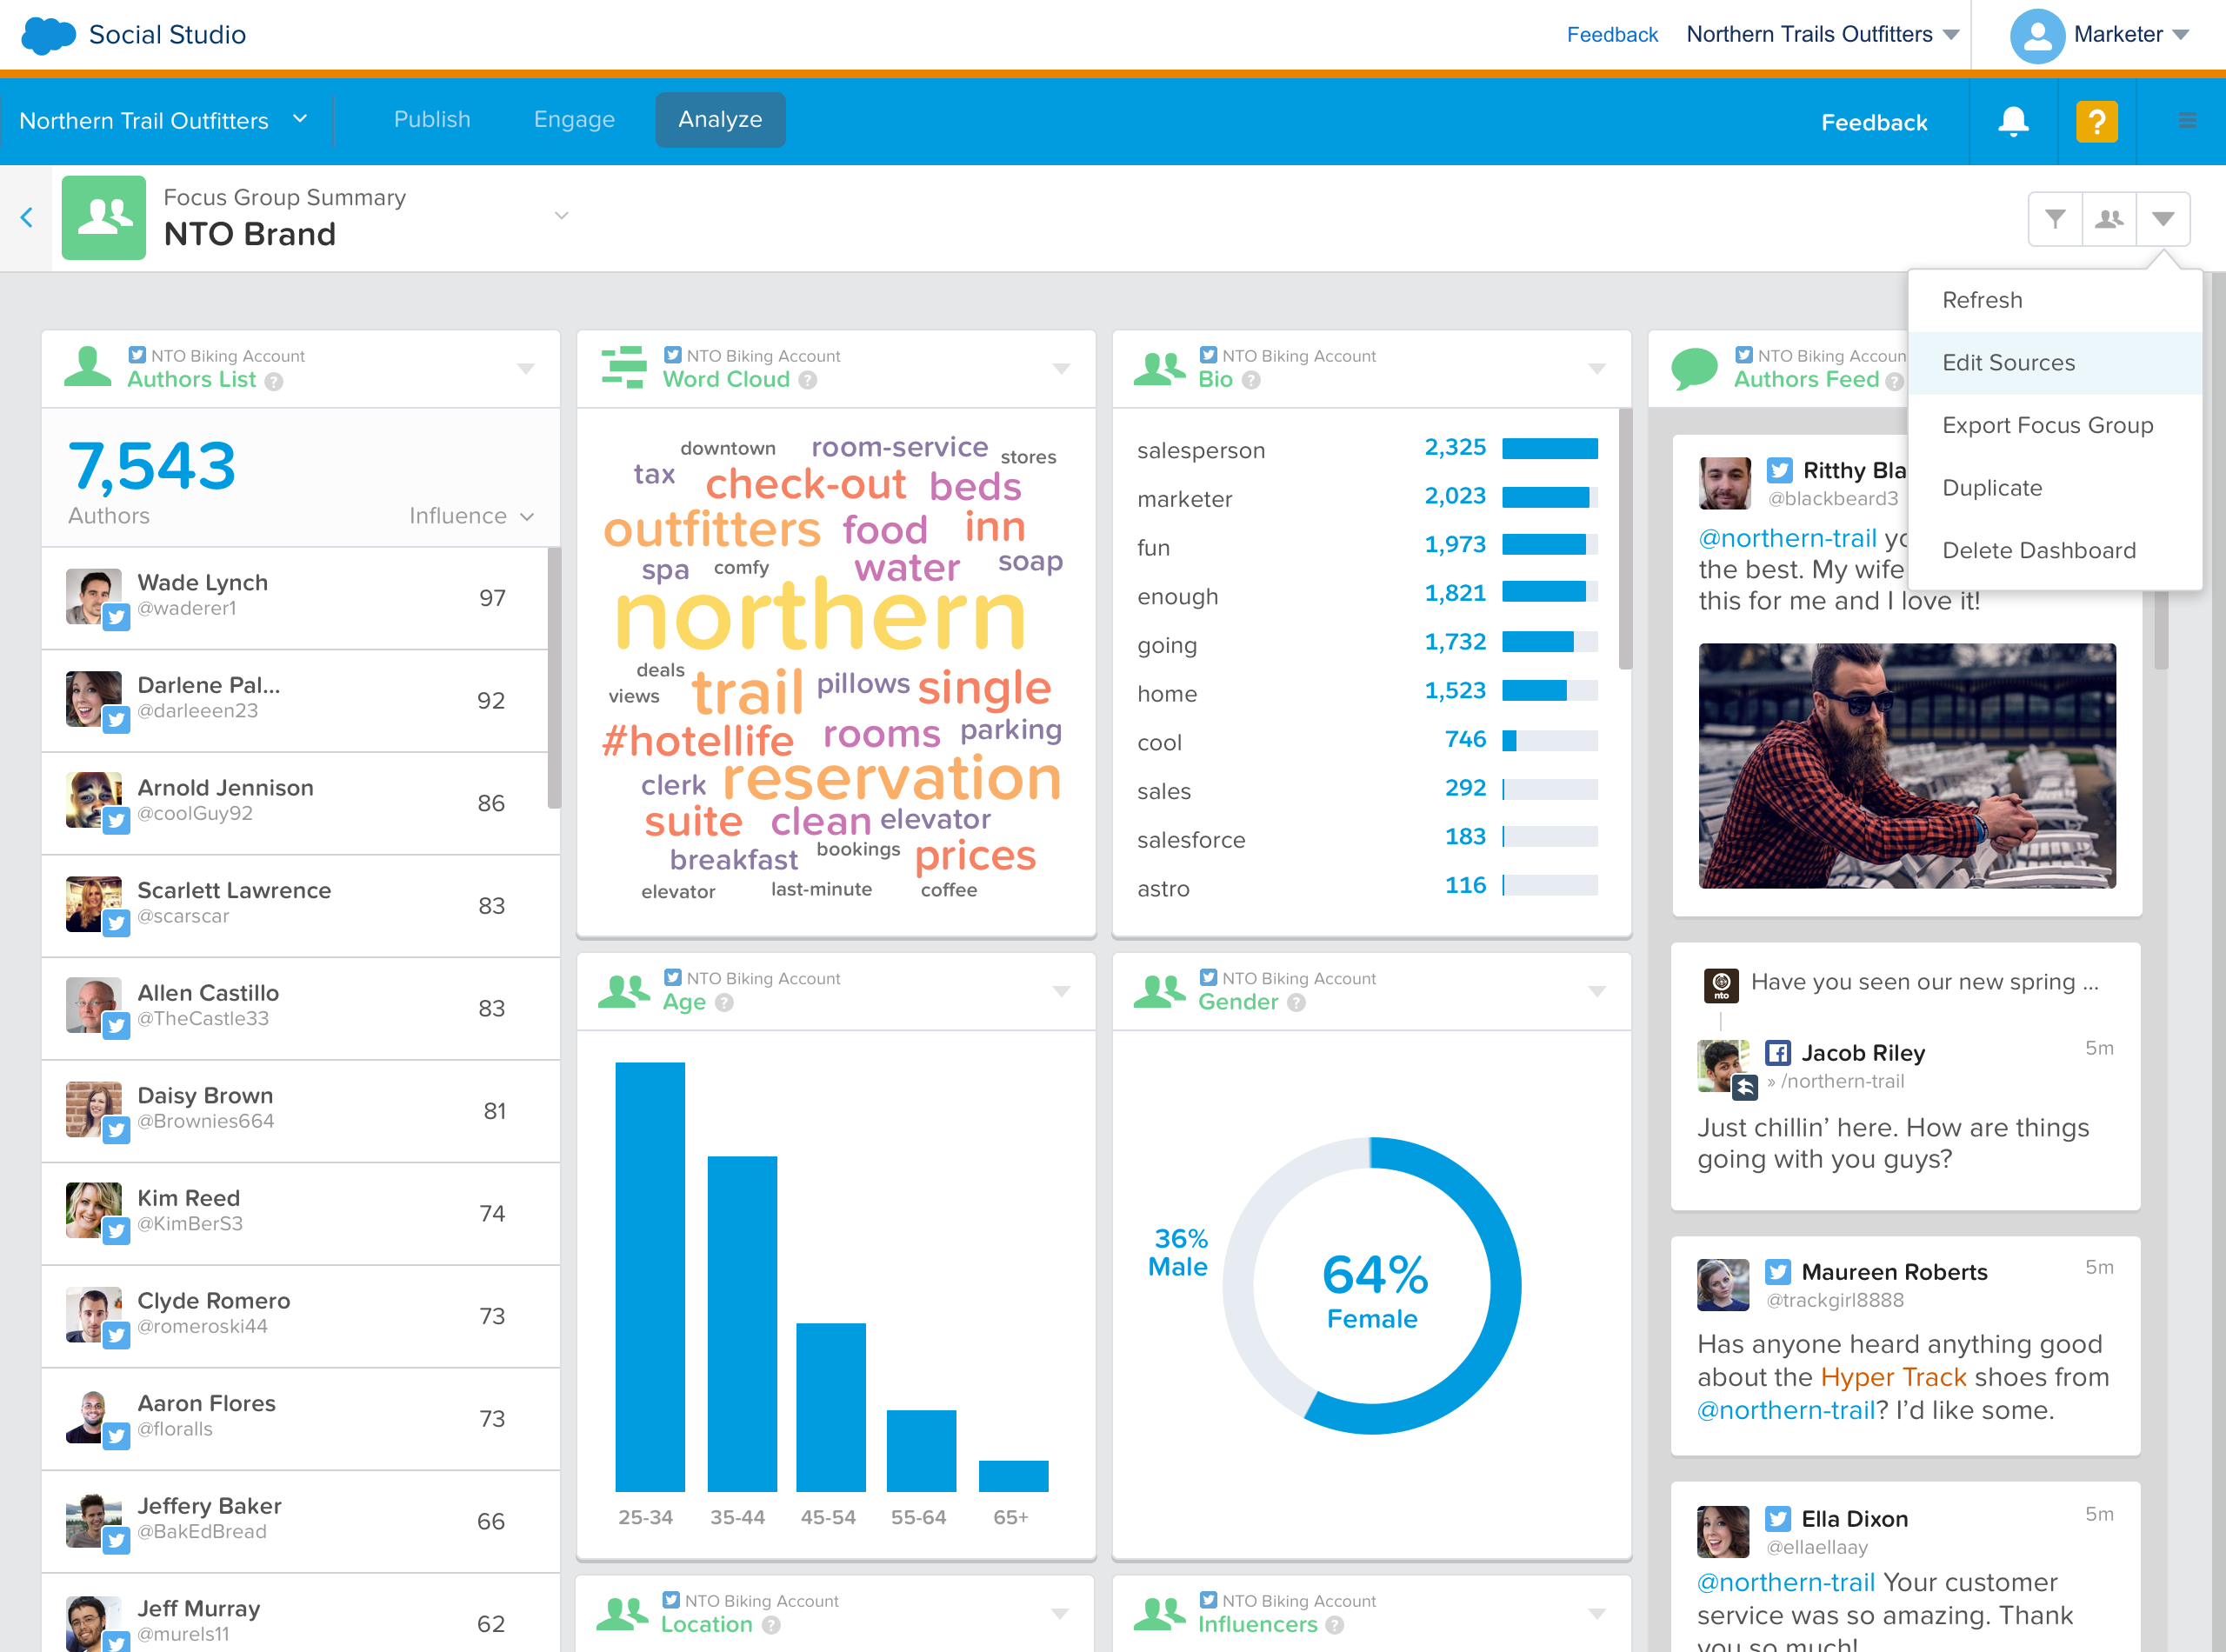 Social Studio
Feedback
Northern Trails Outfitters
Marketer
Northern Trail Outfitters
Publish
Engage
Analyze
Feedback
?
Focus Group Summary
NTO Brand
Refresh
Edit Sources
Export Focus Group
Duplicate
Delete Dashboard
NTO Biking Account
Authors List ?
7,543
Authors
Influence
Wade Lynch
@waderer1
97
Darlene Pal...
@darleeen23
92
Arnold Jennison
@coolGuy92
86
Scarlett Lawrence
@scarscar
83
Allen Castillo
@TheCastle33
83
Daisy Brown
@Brownies664
81
Kim Reed
@KimBerS3
74
Clyde Romero
@romeroski44
73
Aaron Flores
@floralls
73
Jeffery Baker
@BakEdBread
66
Jeff Murray
@murels11
62
NTO Biking Account
Word Cloud ?
downtown room-service stores
tax check-out beds
outfitters food inn
spa comfy water soap
northern
deals
views trail pillows single
#hotellife rooms parking
clerk reservation
suite clean elevator
breakfast bookings prices
elevator last-minute coffee
NTO Biking Account
Bio ?
salesperson 2,325
marketer 2,023
fun 1,973
enough 1,821
going 1,732
home 1,523
cool 746
sales 292
salesforce 183
astro 116
NTO Biking Account
Age ?
25-34 35-44 45-54 55-64 65+
NTO Biking Account
Gender ?
36%
Male
64%
Female
NTO Biking Account
Location ?
NTO Biking Account
Influencers ?
NTO Biking Accoun
Authors Feed ?
Ritthy Bla
@blackbeard3
@northern-trail yo
the best. My wife
this for me and I love it!
nto
Have you seen our new spring ...
Jacob Riley
5m
» /northern-trail
Just chillin’ here. How are things
going with you guys?
Maureen Roberts
5m
@trackgirl8888
Has anyone heard anything good
about the Hyper Track shoes from
@northern-trail? I’d like some.
Ella Dixon
5m
@ellaellaay
@northern-trail Your customer
service was so amazing. Thank
you so much!